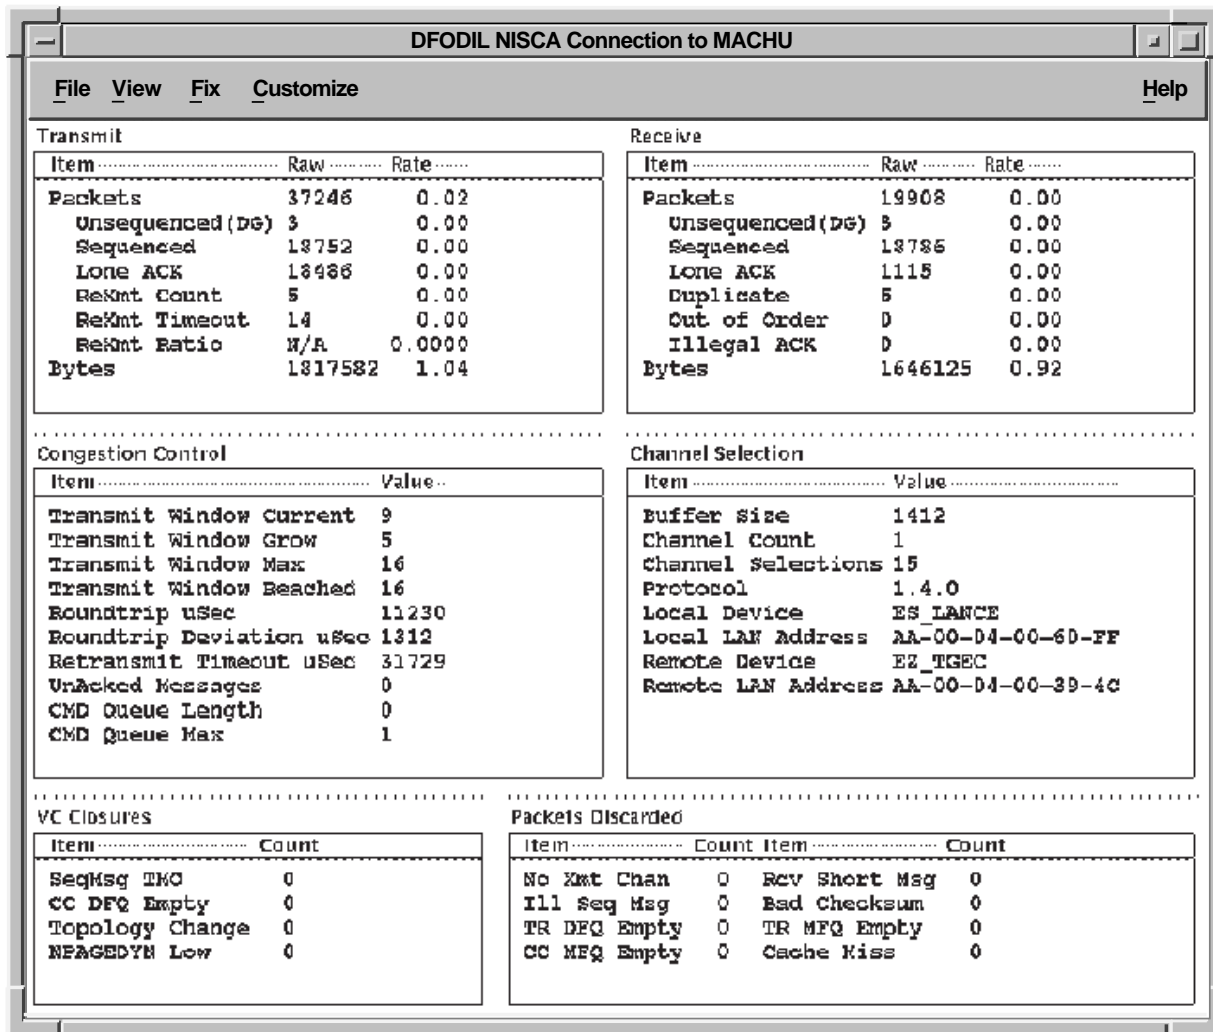 DFODIL NISCA Connection to MACHU
File View Fix Customize Help
Transmit
Item Raw Rate
Packets 37246 0.02
Unsequenced(DG) 3 0.00
Sequenced 18752 0.00
Lone ACK 18486 0.00
ReXmt Count 5 0.00
ReXmt Timeout 14 0.00
ReXmt Ratio N/A 0.0000
Bytes 1817582 1.04
Receive
Item Raw Rate
Packets 19908 0.00
Unsequenced(DG) 3 0.00
Sequenced 18786 0.00
Lone ACK 1115 0.00
Duplicate 5 0.00
Out of Order 0 0.00
Illegal ACK 0 0.00
Bytes 1646125 0.92
Congestion Control
Item Value
Transmit Window Current 9
Transmit Window Grow 5
Transmit Window Max 16
Transmit Window Reached 16
Roundtrip uSec 11230
Roundtrip Deviation uSec 1312
Retransmit Timeout uSec 31729
UnAcked Messages 0
CMD Queue Length 0
CMD Queue Max 1
Channel Selection
Item Value
Buffer Size 1412
Channel Count 1
Channel Selections 15
Protocol 1.4.0
Local Device ES_LANCE
Local LAN Address AA-00-04-00-6D-FF
Remote Device EZ_TGEC
Remote LAN Address AA-00-04-00-39-4C
VC Closures
Item Count
SeqMsg TMO 0
CC DFQ Empty 0
Topology Change 0
NPAGEDYN Low 0
Packets Discarded
Item Count Item Count
No Xmt Chan 0 Rcv Short Msg 0
Ill Seq Msg 0 Bad Checksum 0
TR DFQ Empty 0 TR MFQ Empty 0
CC MFQ Empty 0 Cache Miss 0